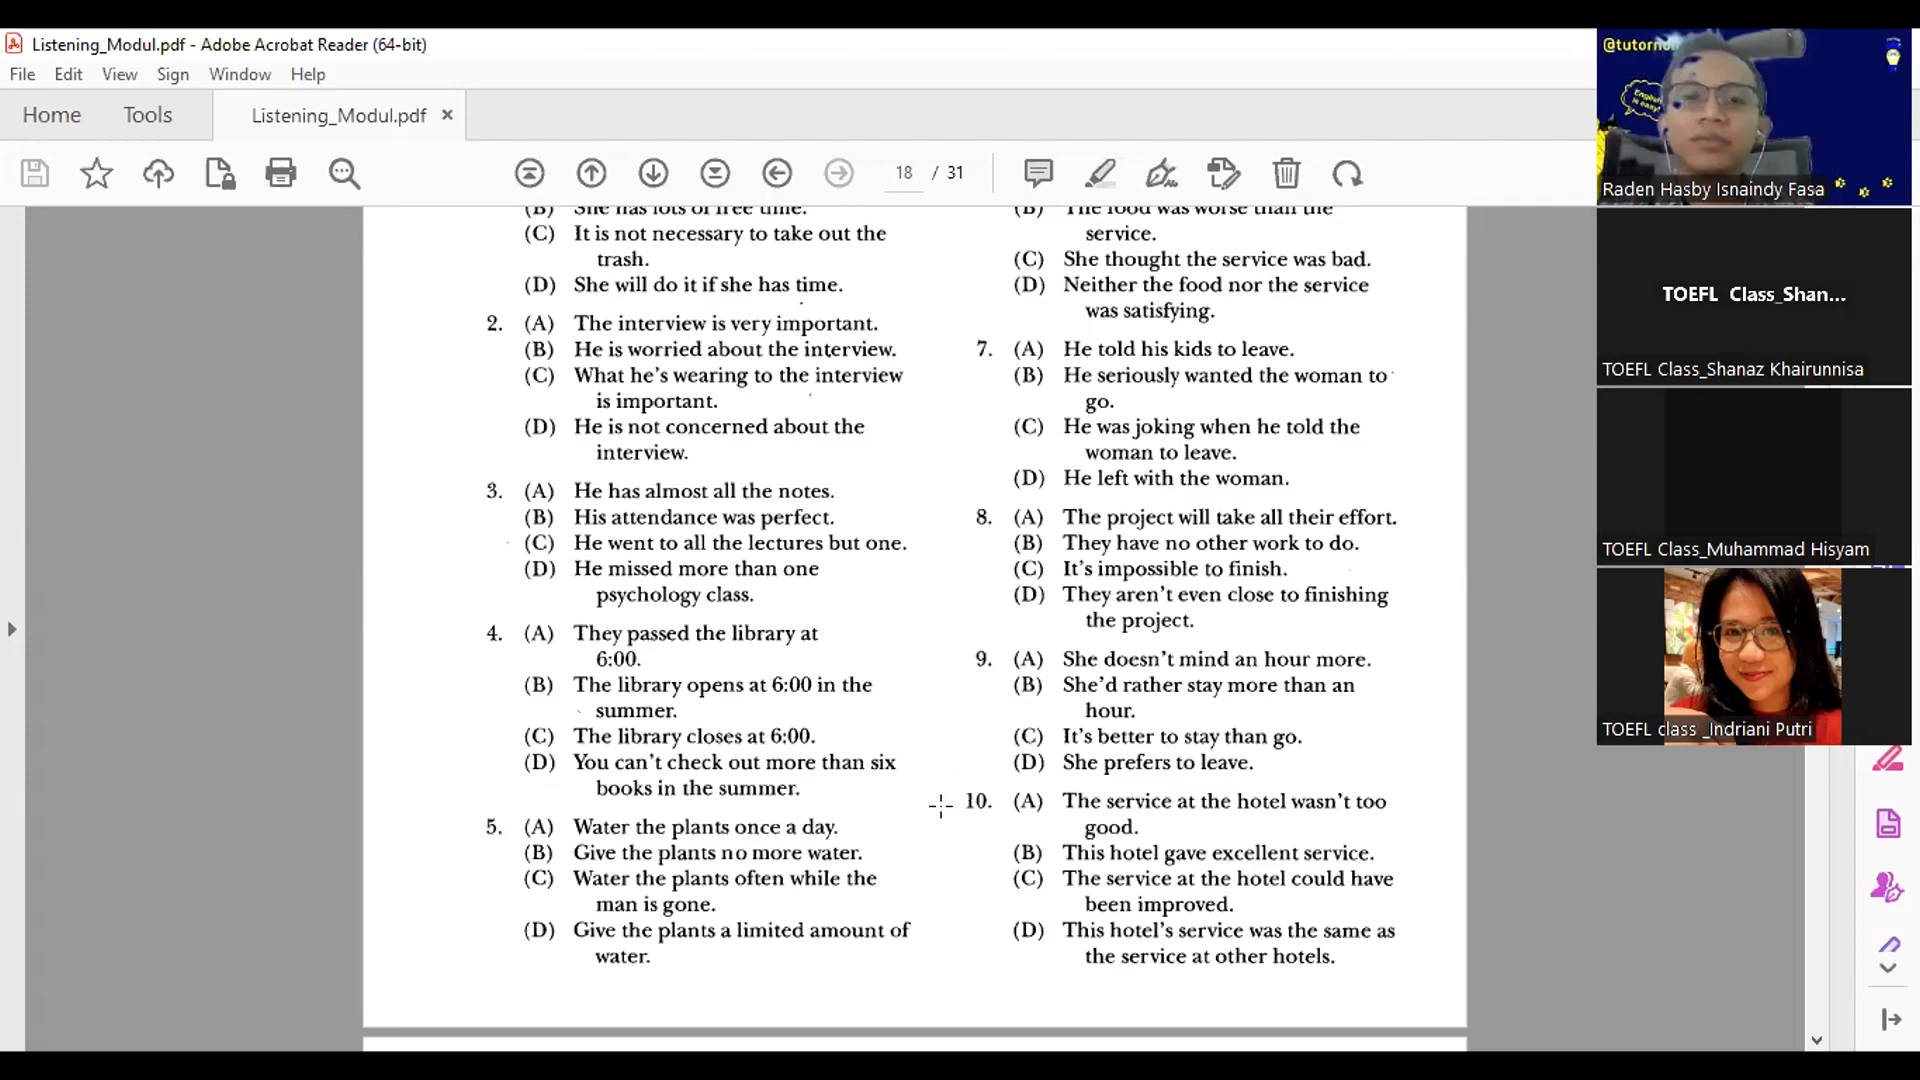 Listening_Modul.pdf - Adobe Acrobat Reader (64-bit)
File Edit View Sign Window Help
Home Tools Listening_Modul.pdf ×
18 / 31
(B) She has lots of free time.
(C) It is not necessary to take out the
trash.
(D) She will do it if she has time.
2. (A) The interview is very important.
(B) He is worried about the interview.
(C) What he's wearing to the interview
is important.
(D) He is not concerned about the
interview.
3. (A) He has almost all the notes.
(B) His attendance was perfect.
(C) He went to all the lectures but one.
(D) He missed more than one
psychology class.
4. (A) They passed the library at
6:00.
(B) The library opens at 6:00 in the
summer.
(C) The library closes at 6:00.
(D) You can't check out more than six
books in the summer.
5. (A) Water the plants once a day.
(B) Give the plants no more water.
(C) Water the plants often while the
man is gone.
(D) Give the plants a limited amount of
water.
(B) The food was worse than the
service.
(C) She thought the service was bad.
(D) Neither the food nor the service
was satisfying.
7. (A) He told his kids to leave.
(B) He seriously wanted the woman to
go.
(C) He was joking when he told the
woman to leave.
(D) He left with the woman.
8. (A) The project will take all their effort.
(B) They have no other work to do.
(C) It's impossible to finish.
(D) They aren't even close to finishing
the project.
9. (A) She doesn't mind an hour more.
(B) She'd rather stay more than an
hour.
(C) It's better to stay than go.
(D) She prefers to leave.
10. (A) The service at the hotel wasn't too
good.
(B) This hotel gave excellent service.
(C) The service at the hotel could have
been improved.
(D) This hotel's service was the same as
the service at other hotels.
English
is easy!
Raden Hasby Isnaindy Fasa
TOEFL Class_Shan...
TOEFL Class_Shanaz Khairunnisa
TOEFL Class_Muhammad Hisyam
TOEFL class _Indriani Putri